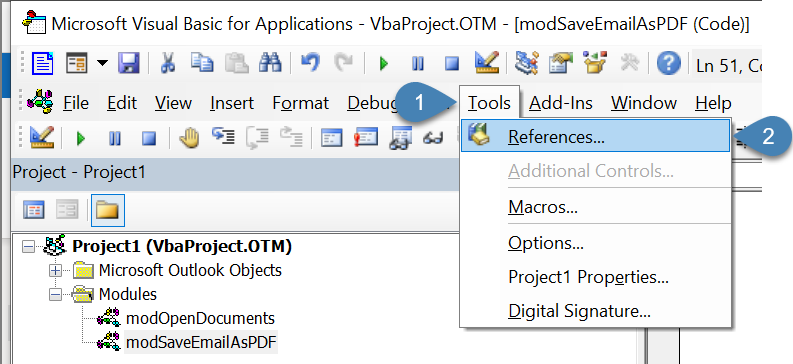 Microsoft Visual Basic for Applications - VbaProject.OTM - [modSaveEmailAsPDF (Code)]
Ln 51, Co
File Edit View Insert Format Debug 1 Tools Add-Ins Window Help
References... 2
Additional Controls...
Project - Project1
Macros...
Options...
Project1 Properties...
Digital Signature...
Project1 (VbaProject.OTM)
Microsoft Outlook Objects
Modules
modOpenDocuments
modSaveEmailAsPDF